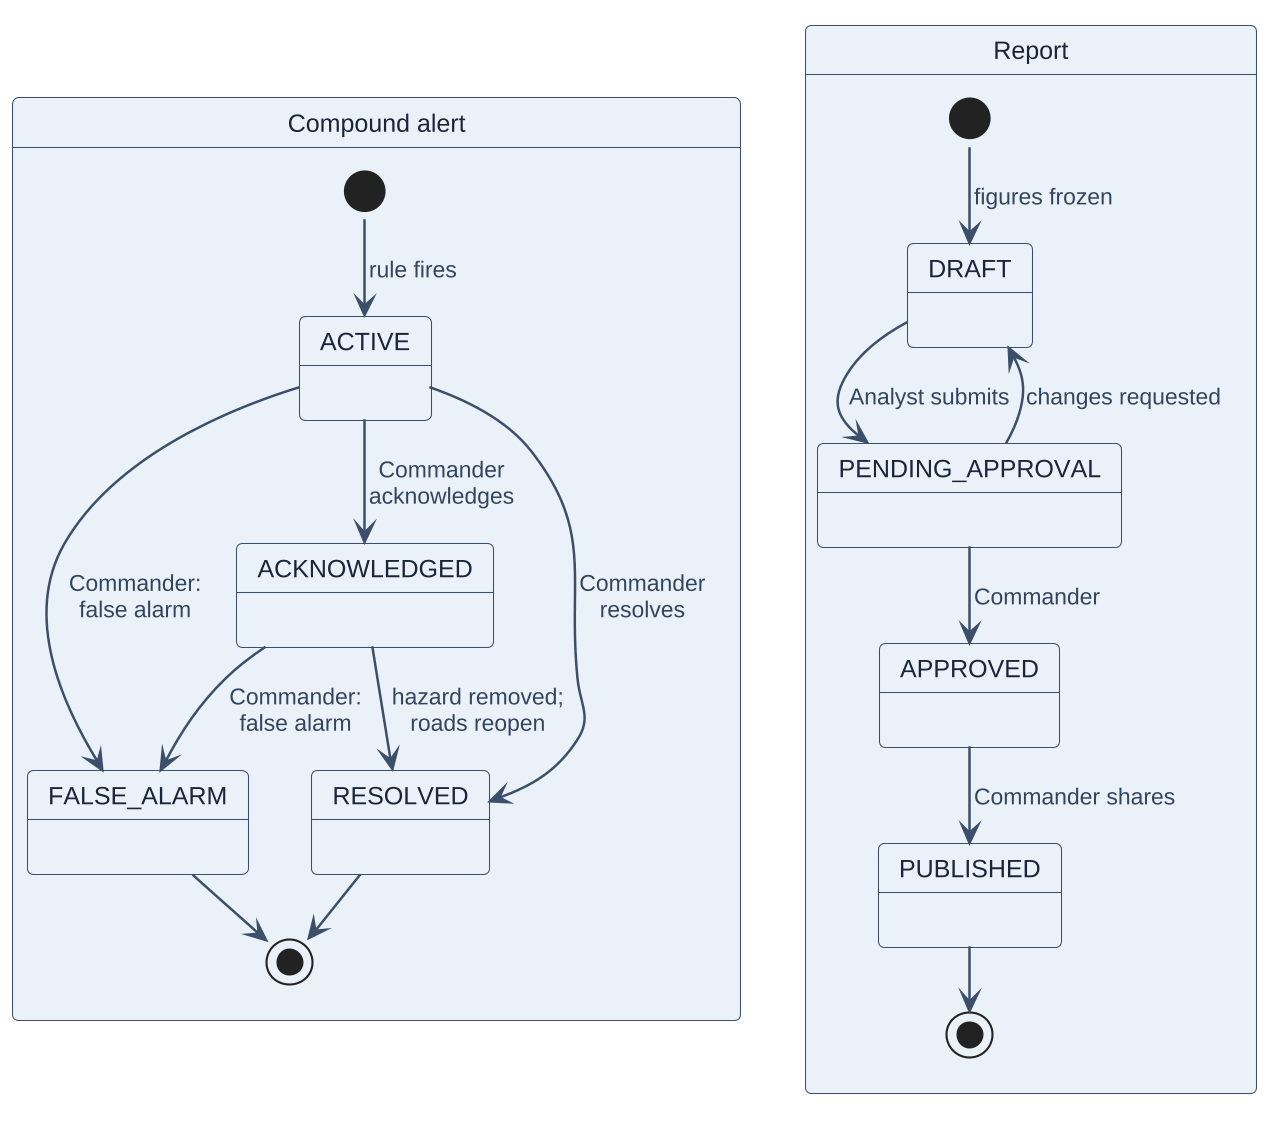 Compound alert
rule fires
ACTIVE
Commander
acknowledges
ACKNOWLEDGED
Commander:
false alarm
Commander
resolves
Commander:
false alarm
hazard removed;
roads reopen
FALSE_ALARM
RESOLVED
Report
figures frozen
DRAFT
Analyst submits
changes requested
PENDING_APPROVAL
Commander
APPROVED
Commander shares
PUBLISHED